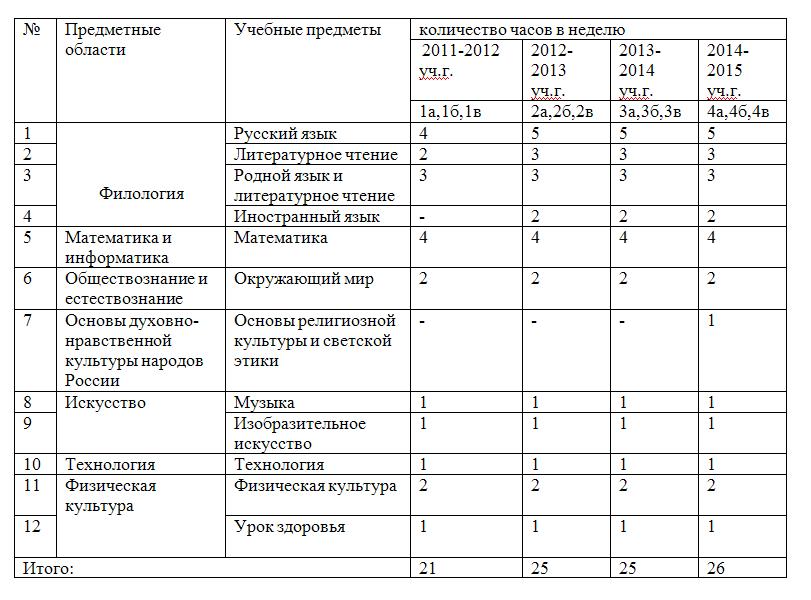 № Предметные области Учебные предметы количество часов в неделю
2011-2012 уч.г. 2012-2013 уч.г. 2013-2014 уч.г. 2014-2015 уч.г.
1а,1б,1в 2а,2б,2в 3а,3б,3в 4а,4б,4в
1 Филология Русский язык 4 5 5 5
2 Литературное чтение 2 3 3 3
3 Родной язык и литературное чтение 3 3 3 3
4 Иностранный язык - 2 2 2
5 Математика и информатика Математика 4 4 4 4
6 Обществознание и естествознание Окружающий мир 2 2 2 2
7 Основы духовно-нравственной культуры народов России Основы религиозной культуры и светской этики - - - 1
8 Искусство Музыка 1 1 1 1
9 Изобразительное искусство 1 1 1 1
10 Технология Технология 1 1 1 1
11 Физическая культура Физическая культура 2 2 2 2
12 Урок здоровья 1 1 1 1
Итого: 21 25 25 26